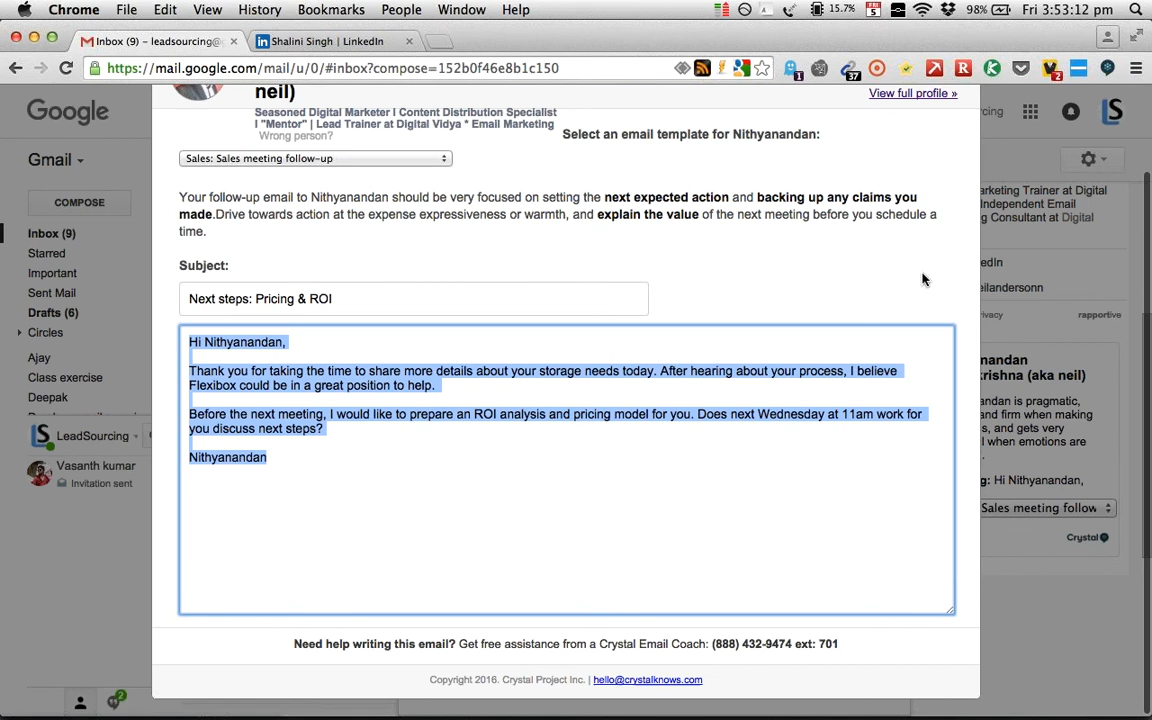 Chrome File Edit View History Bookmarks People Window Help 15.7% FRI 5 98% Fri 3:53:12 pm
Inbox (9) – leadsourcing@ × Shalini Singh | LinkedIn ×
https://mail.google.com/mail/u/0/#inbox?compose=152b0f46e8b1c150 1 37 2
neil)
Google
View full profile »
cing
LS
Seasoned Digital Marketer I Content Distribution Specialist
I "Mentor" | Lead Trainer at Digital Vidya * Email Marketing
Wrong person?
Select an email template for Nithyanandan:
Gmail
Sales: Sales meeting follow-up
Your follow-up email to Nithyanandan should be very focused on setting the next expected action and backing up any claims you
made.Drive towards action at the expense expressiveness or warmth, and explain the value of the next meeting before you schedule a
time.
Subject:
Next steps: Pricing & ROI
Hi Nithyanandan,
Thank you for taking the time to share more details about your storage needs today. After hearing about your process, I believe
Flexibox could be in a great position to help.
Before the next meeting, I would like to prepare an ROI analysis and pricing model for you. Does next Wednesday at 11am work for
you discuss next steps?
Nithyanandan
Need help writing this email? Get free assistance from a Crystal Email Coach: (888) 432-9474 ext: 701
Copyright 2016. Crystal Project Inc. | hello@crystalknows.com
COMPOSE
Inbox (9)
Starred
Important
Sent Mail
Drafts (6)
Circles
Ajay
Class exercise
Deepak
LS LeadSourcing
Vasanth kumar
Invitation sent
2
arketing Trainer at Digital
Independent Email
g Consultant at Digital
edIn
eilandersonn
ivacy rapportive
nandan
krishna (aka neil)
andan is pragmatic,
and firm when making
s, and gets very
l when emotions are
.
g: Hi Nithyanandan,
Sales meeting follow
Crystal